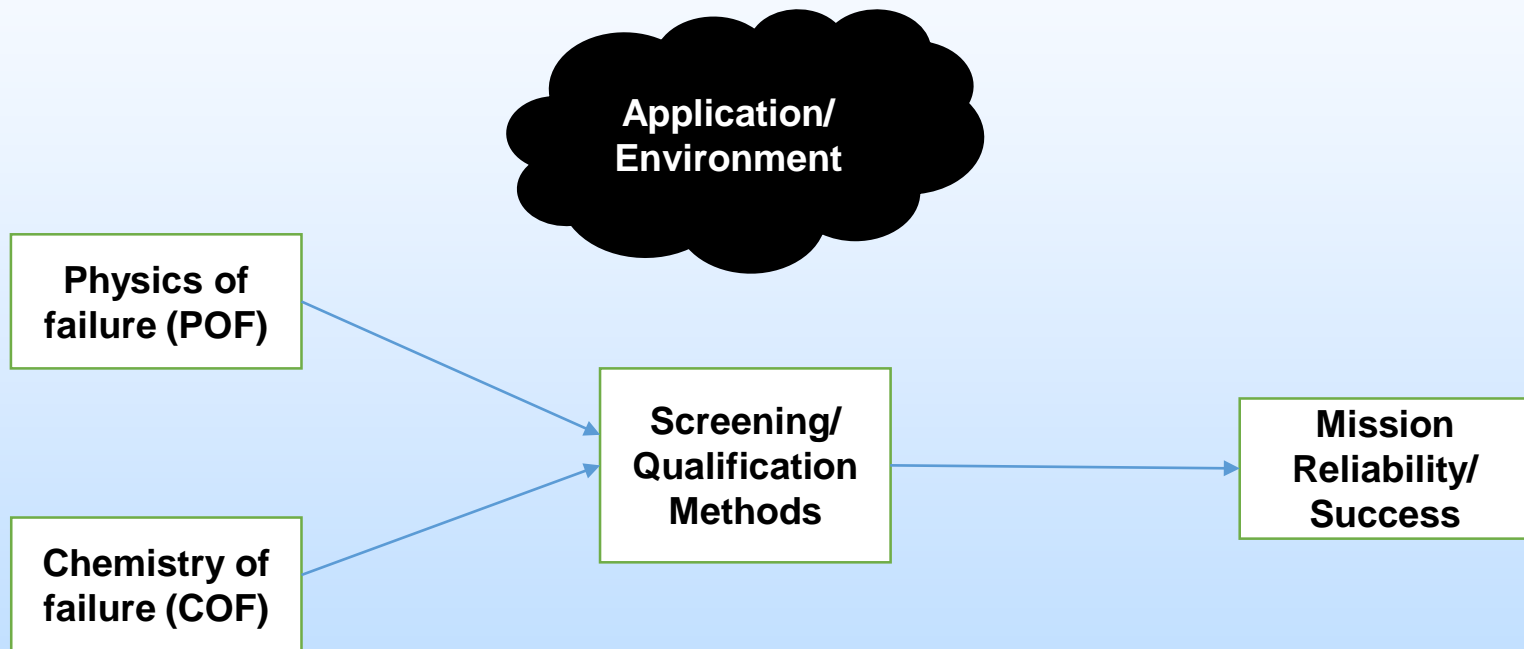 Application/
Environment
Physics of
failure (POF)
Screening/
Qualification
Methods
Mission
Reliability/
Success
Chemistry of
failure (COF)